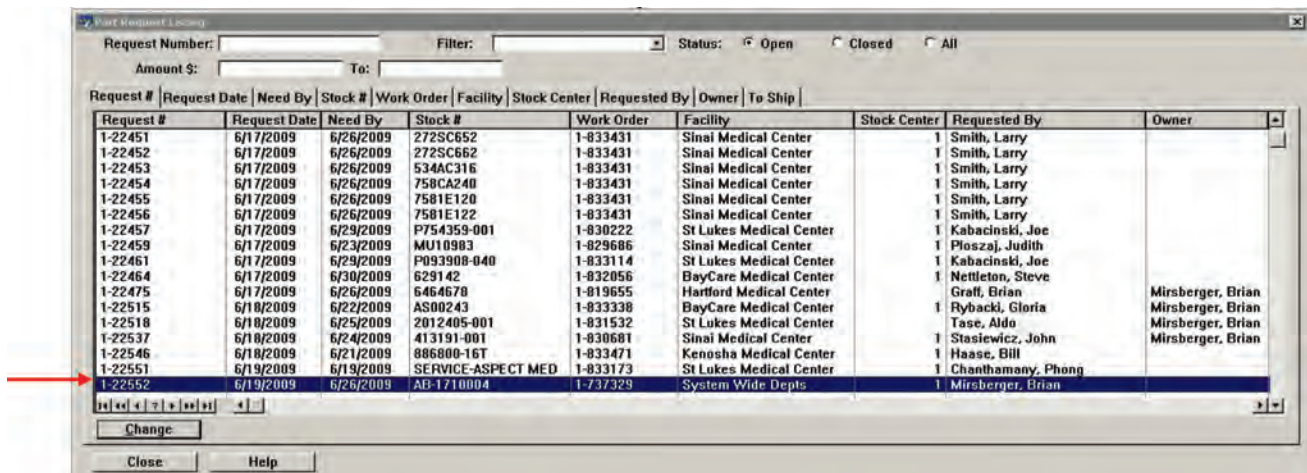 Part Request Listing
Request Number: Filter: Status: Open Closed All
Amount $: To:
Request # Request Date Need By Stock # Work Order Facility Stock Center Requested By Owner To Ship
Request # Request Date Need By Stock # Work Order Facility Stock Center Requested By Owner
1-22451 6/17/2009 6/26/2009 272SC652 1-833431 Sinai Medical Center 1 Smith, Larry
1-22452 6/17/2009 6/26/2009 272SC662 1-833431 Sinai Medical Center 1 Smith, Larry
1-22453 6/17/2009 6/26/2009 534AC316 1-833431 Sinai Medical Center 1 Smith, Larry
1-22454 6/17/2009 6/26/2009 758CA240 1-833431 Sinai Medical Center 1 Smith, Larry
1-22455 6/17/2009 6/26/2009 7581E120 1-833431 Sinai Medical Center 1 Smith, Larry
1-22456 6/17/2009 6/26/2009 7581E122 1-833431 Sinai Medical Center 1 Smith, Larry
1-22457 6/17/2009 6/29/2009 P754359-001 1-830222 St Lukes Medical Center 1 Kabacinski, Joe
1-22459 6/17/2009 6/23/2009 MU10983 1-829686 Sinai Medical Center 1 Ploszaj, Judith
1-22461 6/17/2009 6/29/2009 P093908-040 1-833114 St Lukes Medical Center 1 Kabacinski, Joe
1-22464 6/17/2009 6/30/2009 629142 1-832056 BayCare Medical Center 1 Nettleton, Steve
1-22475 6/17/2009 6/26/2009 6464678 1-819655 Hartford Medical Center Graff, Brian Mirsberger, Brian
1-22515 6/18/2009 6/22/2009 AS00243 1-833338 BayCare Medical Center 1 Rybacki, Gloria Mirsberger, Brian
1-22518 6/18/2009 6/25/2009 2012405-001 1-831532 St Lukes Medical Center Tase, Aldo Mirsberger, Brian
1-22537 6/18/2009 6/24/2009 413191-001 1-830681 Sinai Medical Center 1 Stasiewicz, John Mirsberger, Brian
1-22546 6/18/2009 6/21/2009 886800-16T 1-833471 Kenosha Medical Center 1 Haase, Bill
1-22551 6/19/2009 6/19/2009 SERVICE-ASPECT MED 1-833173 St Lukes Medical Center 1 Chanthamany, Phong
1-22552 6/19/2009 6/26/2009 AB-1710004 1-737329 System Wide Depts 1 Mirsberger, Brian
?
Change
Close Help